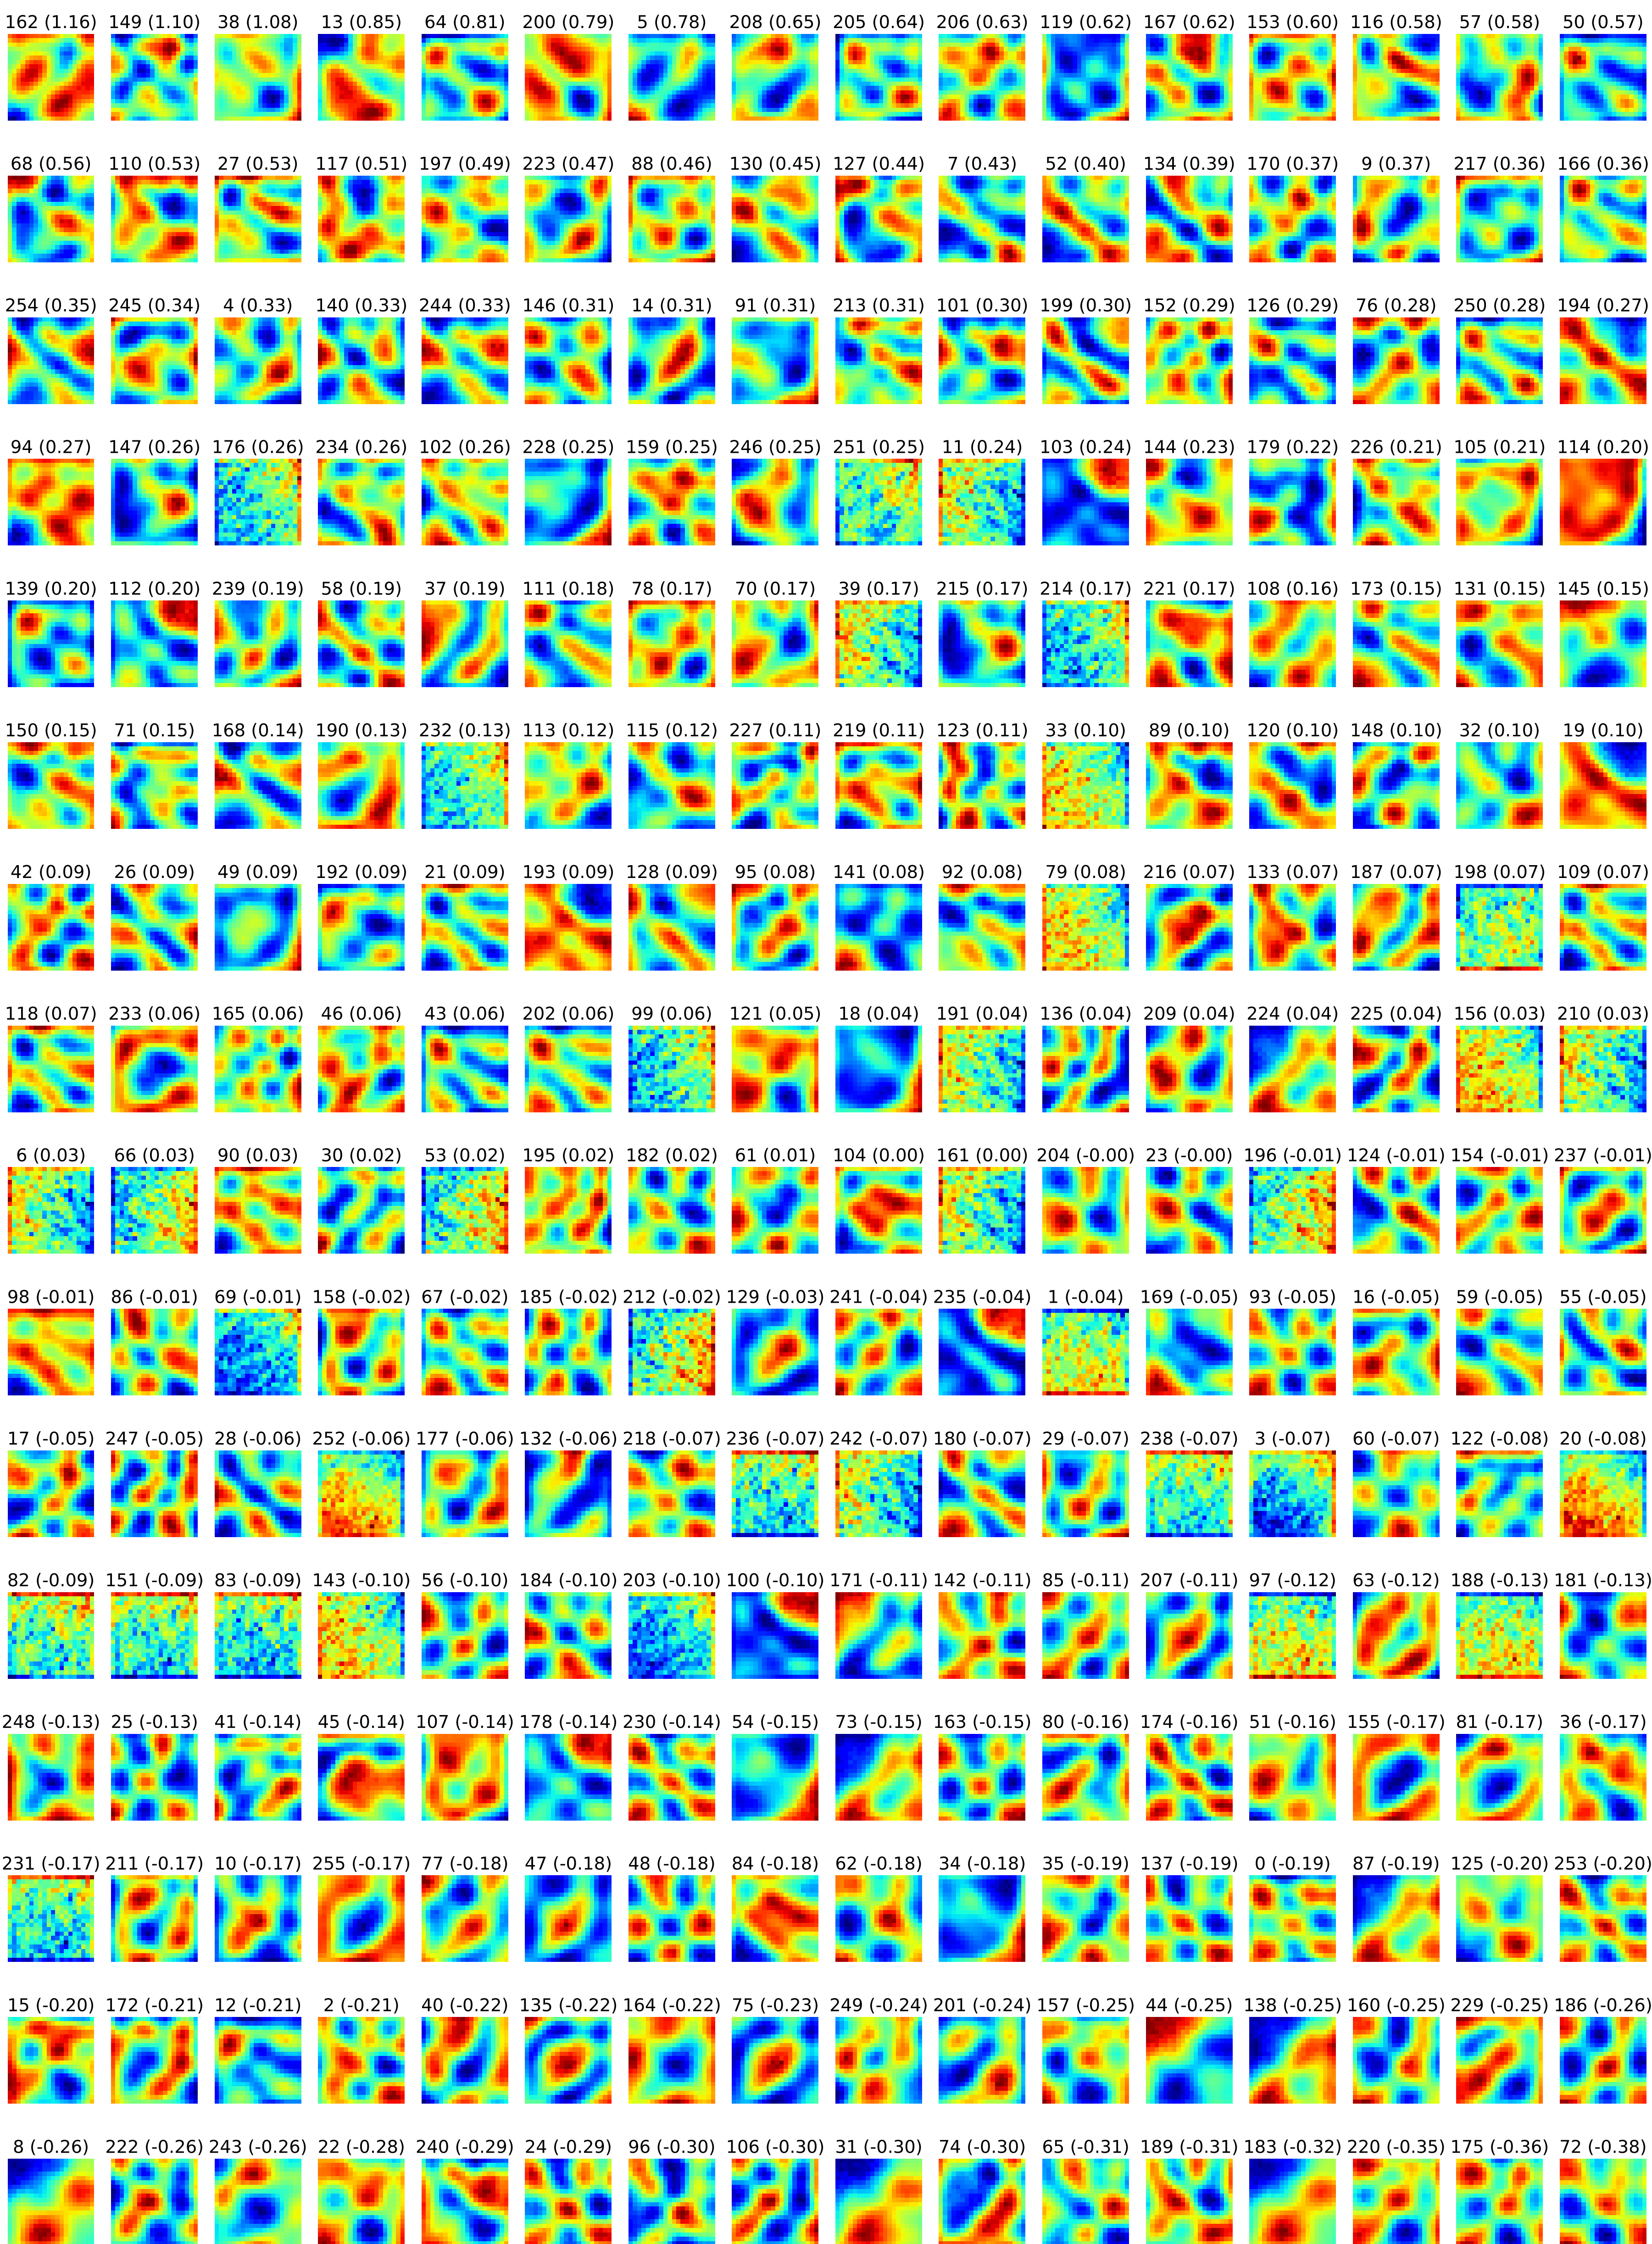 162 (1.16) 149 (1.10) 38 (1.08) 13 (0.85) 64 (0.81) 200 (0.79) 5 (0.78) 208 (0.65) 205 (0.64) 206 (0.63) 119 (0.62) 167 (0.62) 153 (0.60) 116 (0.58) 57 (0.58) 50 (0.57)
68 (0.56) 110 (0.53) 27 (0.53) 117 (0.51) 197 (0.49) 223 (0.47) 88 (0.46) 130 (0.45) 127 (0.44) 7 (0.43) 52 (0.40) 134 (0.39) 170 (0.37) 9 (0.37) 217 (0.36) 166 (0.36)
254 (0.35) 245 (0.34) 4 (0.33) 140 (0.33) 244 (0.33) 146 (0.31) 14 (0.31) 91 (0.31) 213 (0.31) 101 (0.30) 199 (0.30) 152 (0.29) 126 (0.29) 76 (0.28) 250 (0.28) 194 (0.27)
94 (0.27) 147 (0.26) 176 (0.26) 234 (0.26) 102 (0.26) 228 (0.25) 159 (0.25) 246 (0.25) 251 (0.25) 11 (0.24) 103 (0.24) 144 (0.23) 179 (0.22) 226 (0.21) 105 (0.21) 114 (0.20)
139 (0.20) 112 (0.20) 239 (0.19) 58 (0.19) 37 (0.19) 111 (0.18) 78 (0.17) 70 (0.17) 39 (0.17) 215 (0.17) 214 (0.17) 221 (0.17) 108 (0.16) 173 (0.15) 131 (0.15) 145 (0.15)
150 (0.15) 71 (0.15) 168 (0.14) 190 (0.13) 232 (0.13) 113 (0.12) 115 (0.12) 227 (0.11) 219 (0.11) 123 (0.11) 33 (0.10) 89 (0.10) 120 (0.10) 148 (0.10) 32 (0.10) 19 (0.10)
42 (0.09) 26 (0.09) 49 (0.09) 192 (0.09) 21 (0.09) 193 (0.09) 128 (0.09) 95 (0.08) 141 (0.08) 92 (0.08) 79 (0.08) 216 (0.07) 133 (0.07) 187 (0.07) 198 (0.07) 109 (0.07)
118 (0.07) 233 (0.06) 165 (0.06) 46 (0.06) 43 (0.06) 202 (0.06) 99 (0.06) 121 (0.05) 18 (0.04) 191 (0.04) 136 (0.04) 209 (0.04) 224 (0.04) 225 (0.04) 156 (0.03) 210 (0.03)
6 (0.03) 66 (0.03) 90 (0.03) 30 (0.02) 53 (0.02) 195 (0.02) 182 (0.02) 61 (0.01) 104 (0.00) 161 (0.00) 204 (-0.00) 23 (-0.00) 196 (-0.01) 124 (-0.01) 154 (-0.01) 237 (-0.01)
98 (-0.01) 86 (-0.01) 69 (-0.01) 158 (-0.02) 67 (-0.02) 185 (-0.02) 212 (-0.02) 129 (-0.03) 241 (-0.04) 235 (-0.04) 1 (-0.04) 169 (-0.05) 93 (-0.05) 16 (-0.05) 59 (-0.05) 55 (-0.05)
17 (-0.05) 247 (-0.05) 28 (-0.06) 252 (-0.06) 177 (-0.06) 132 (-0.06) 218 (-0.07) 236 (-0.07) 242 (-0.07) 180 (-0.07) 29 (-0.07) 238 (-0.07) 3 (-0.07) 60 (-0.07) 122 (-0.08) 20 (-0.08)
82 (-0.09) 151 (-0.09) 83 (-0.09) 143 (-0.10) 56 (-0.10) 184 (-0.10) 203 (-0.10) 100 (-0.10) 171 (-0.11) 142 (-0.11) 85 (-0.11) 207 (-0.11) 97 (-0.12) 63 (-0.12) 188 (-0.13) 181 (-0.13)
248 (-0.13) 25 (-0.13) 41 (-0.14) 45 (-0.14) 107 (-0.14) 178 (-0.14) 230 (-0.14) 54 (-0.15) 73 (-0.15) 163 (-0.15) 80 (-0.16) 174 (-0.16) 51 (-0.16) 155 (-0.17) 81 (-0.17) 36 (-0.17)
231 (-0.17) 211 (-0.17) 10 (-0.17) 255 (-0.17) 77 (-0.18) 47 (-0.18) 48 (-0.18) 84 (-0.18) 62 (-0.18) 34 (-0.18) 35 (-0.19) 137 (-0.19) 0 (-0.19) 87 (-0.19) 125 (-0.20) 253 (-0.20)
15 (-0.20) 172 (-0.21) 12 (-0.21) 2 (-0.21) 40 (-0.22) 135 (-0.22) 164 (-0.22) 75 (-0.23) 249 (-0.24) 201 (-0.24) 157 (-0.25) 44 (-0.25) 138 (-0.25) 160 (-0.25) 229 (-0.25) 186 (-0.26)
8 (-0.26) 222 (-0.26) 243 (-0.26) 22 (-0.28) 240 (-0.29) 24 (-0.29) 96 (-0.30) 106 (-0.30) 31 (-0.30) 74 (-0.30) 65 (-0.31) 189 (-0.31) 183 (-0.32) 220 (-0.35) 175 (-0.36) 72 (-0.38)